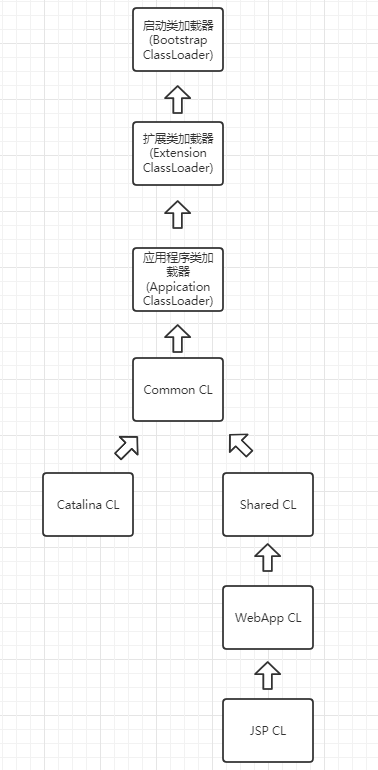 启动类加载器
(Bootstrap
ClassLoader)
扩展类加载器
(Extension
ClassLoader)
应用程序类加
载器
(Appication
ClassLoader)
Common CL
Catalina CL
Shared CL
WebApp CL
JSP CL